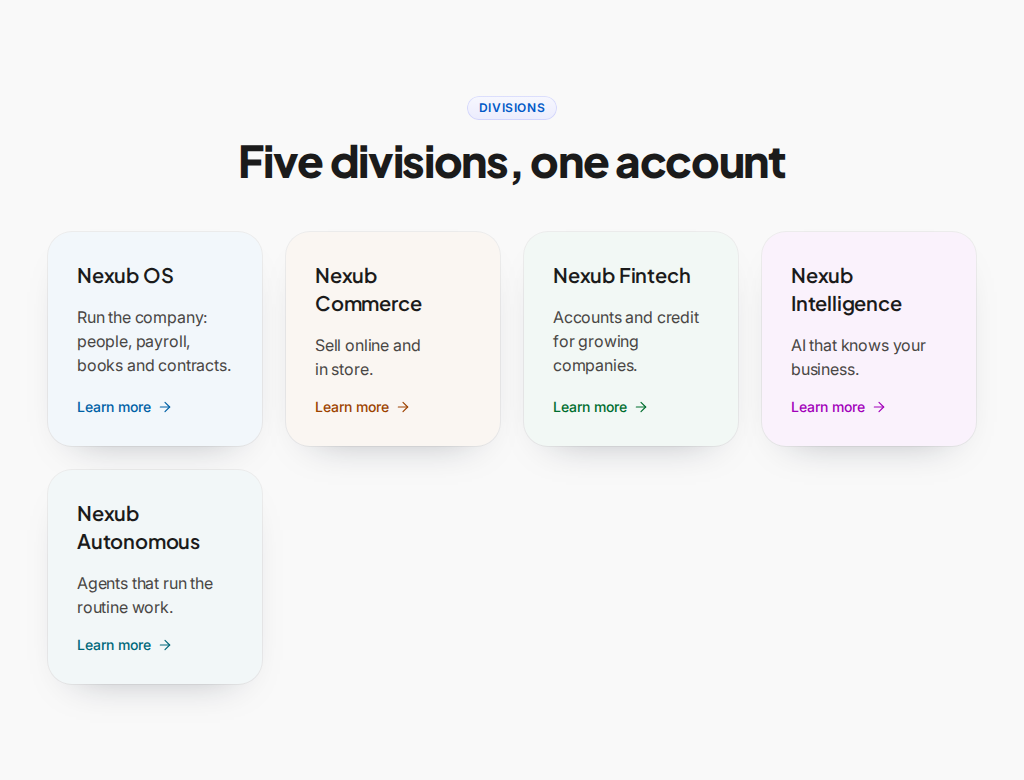 DIVISIONS
Five divisions, one account
Nexub OS
Run the company:
people, payroll,
books and contracts.
Learn more →
Nexub
Commerce
Sell online and
in store.
Learn more →
Nexub Fintech
Accounts and credit
for growing
companies.
Learn more →
Nexub
Intelligence
AI that knows your
business.
Learn more →
Nexub
Autonomous
Agents that run the
routine work.
Learn more →